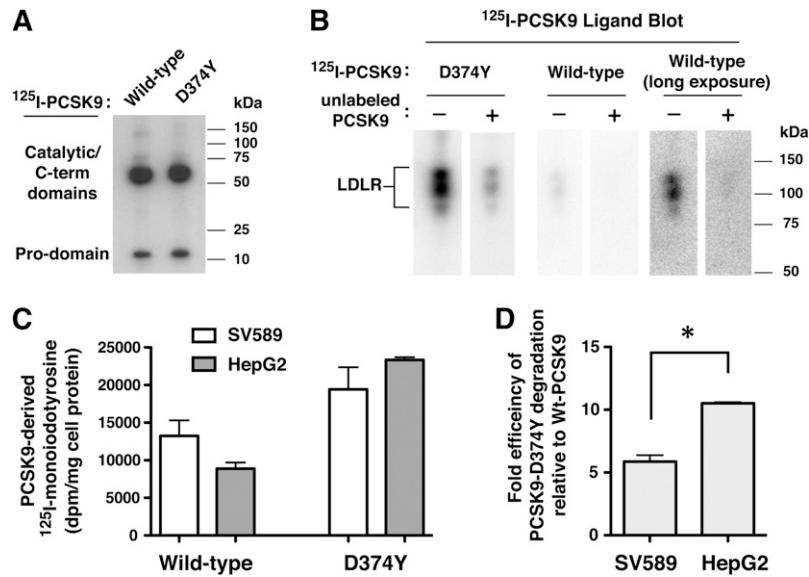 A
Wild-type
D374Y
¹²⁵I-PCSK9 :
kDa
150
100
75
50
25
10
Catalytic/
C-term
domains
Pro-domain
B
¹²⁵I-PCSK9 Ligand Blot
¹²⁵I-PCSK9:
D374Y
Wild-type
Wild-type
(long exposure)
unlabeled
PCSK9 :
– + – + – +
kDa
LDLR
150
100
75
50
C
SV589
HepG2
PCSK9-derived
¹²⁵I-monoiodotyrosine
(dpm/mg cell protein)
25000
20000
15000
10000
5000
0
Wild-type
D374Y
D
Fold efficeincy of
PCSK9-D374Y degradation
relative to Wt-PCSK9
15
10
5
0
*
SV589
HepG2